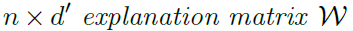 n × d′ explanation matrix 𝒲